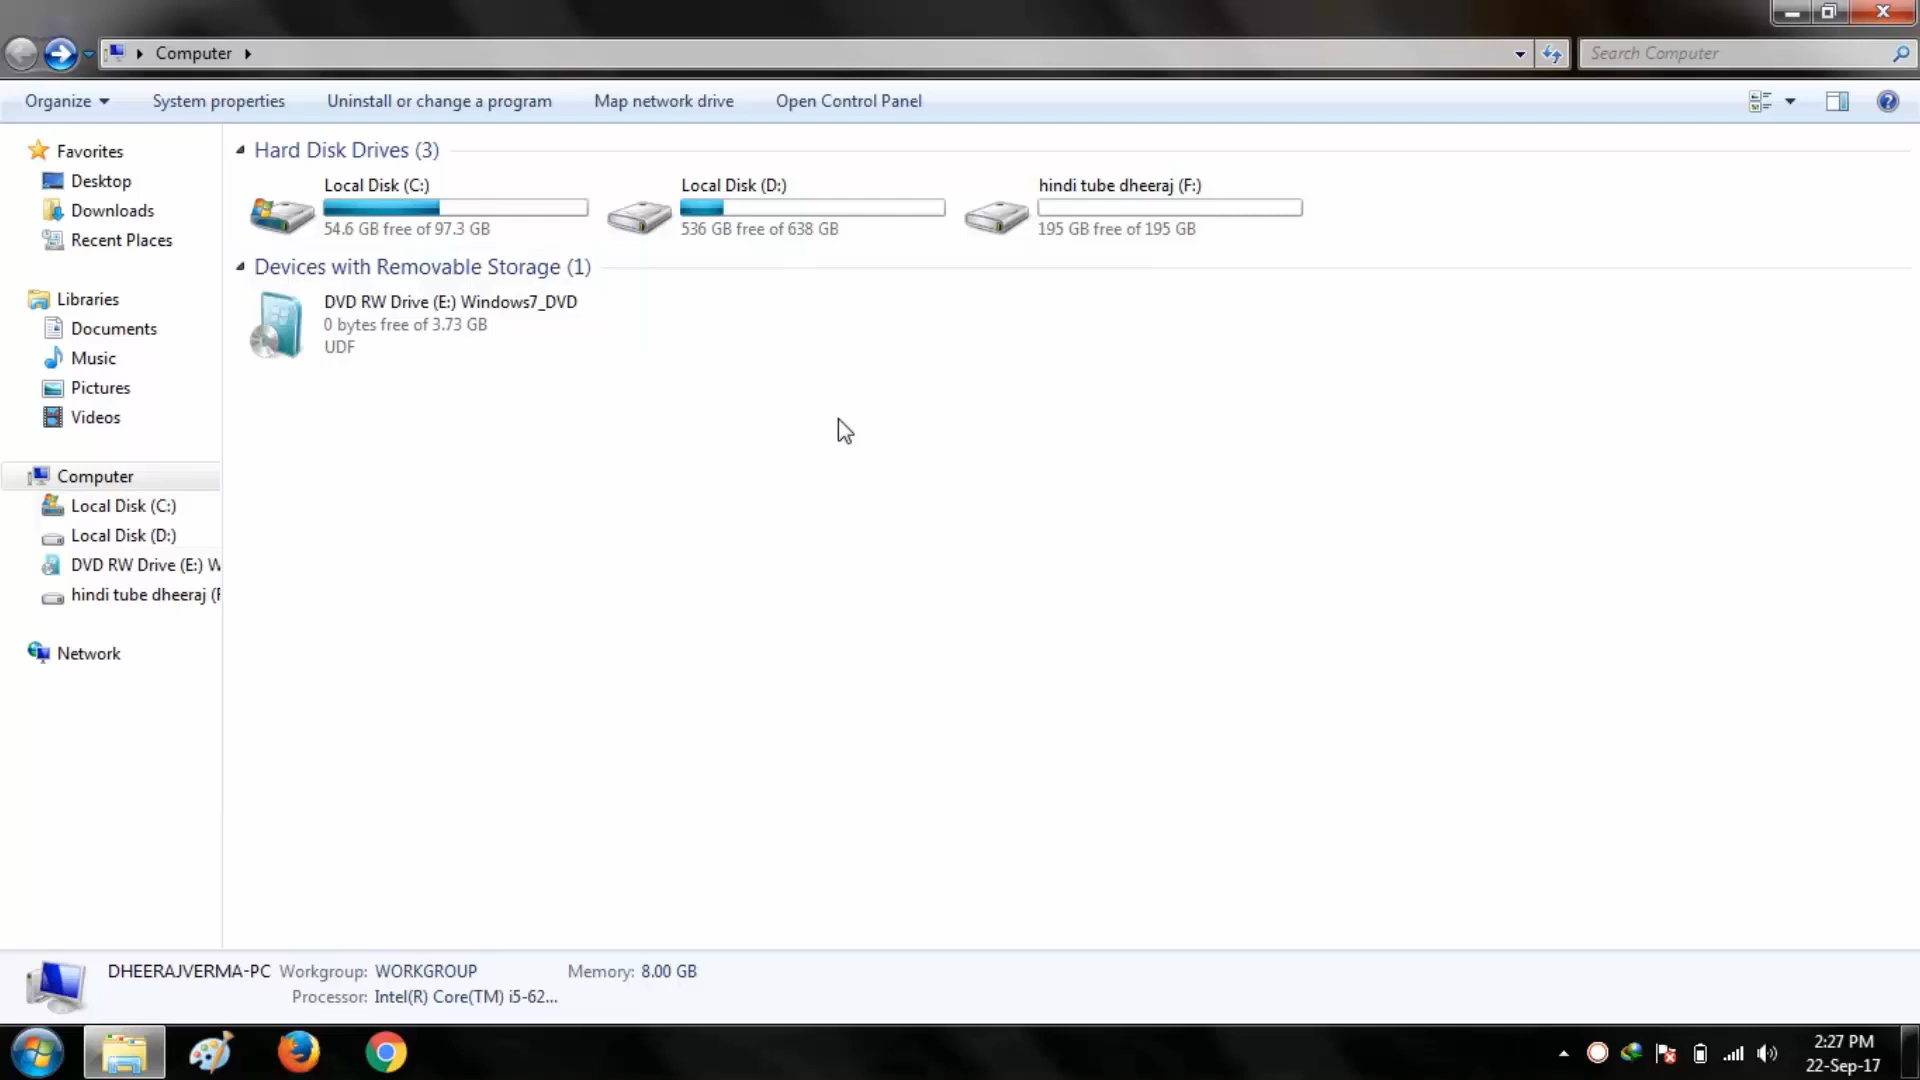 Computer
Search Computer
Organize
System properties
Uninstall or change a program
Map network drive
Open Control Panel
Favorites
Desktop
Downloads
Recent Places
Libraries
Documents
Music
Pictures
Videos
Computer
Local Disk (C:)
Local Disk (D:)
DVD RW Drive (E:) W
hindi tube dheeraj (F
Network
Hard Disk Drives (3)
Local Disk (C:)
54.6 GB free of 97.3 GB
Local Disk (D:)
536 GB free of 638 GB
hindi tube dheeraj (F:)
195 GB free of 195 GB
Devices with Removable Storage (1)
DVD RW Drive (E:) Windows7_DVD
0 bytes free of 3.73 GB
UDF
DHEERAJVERMA-PC Workgroup: WORKGROUP Memory: 8.00 GB
Processor: Intel(R) Core(TM) i5-62...
2:27 PM
22-Sep-17